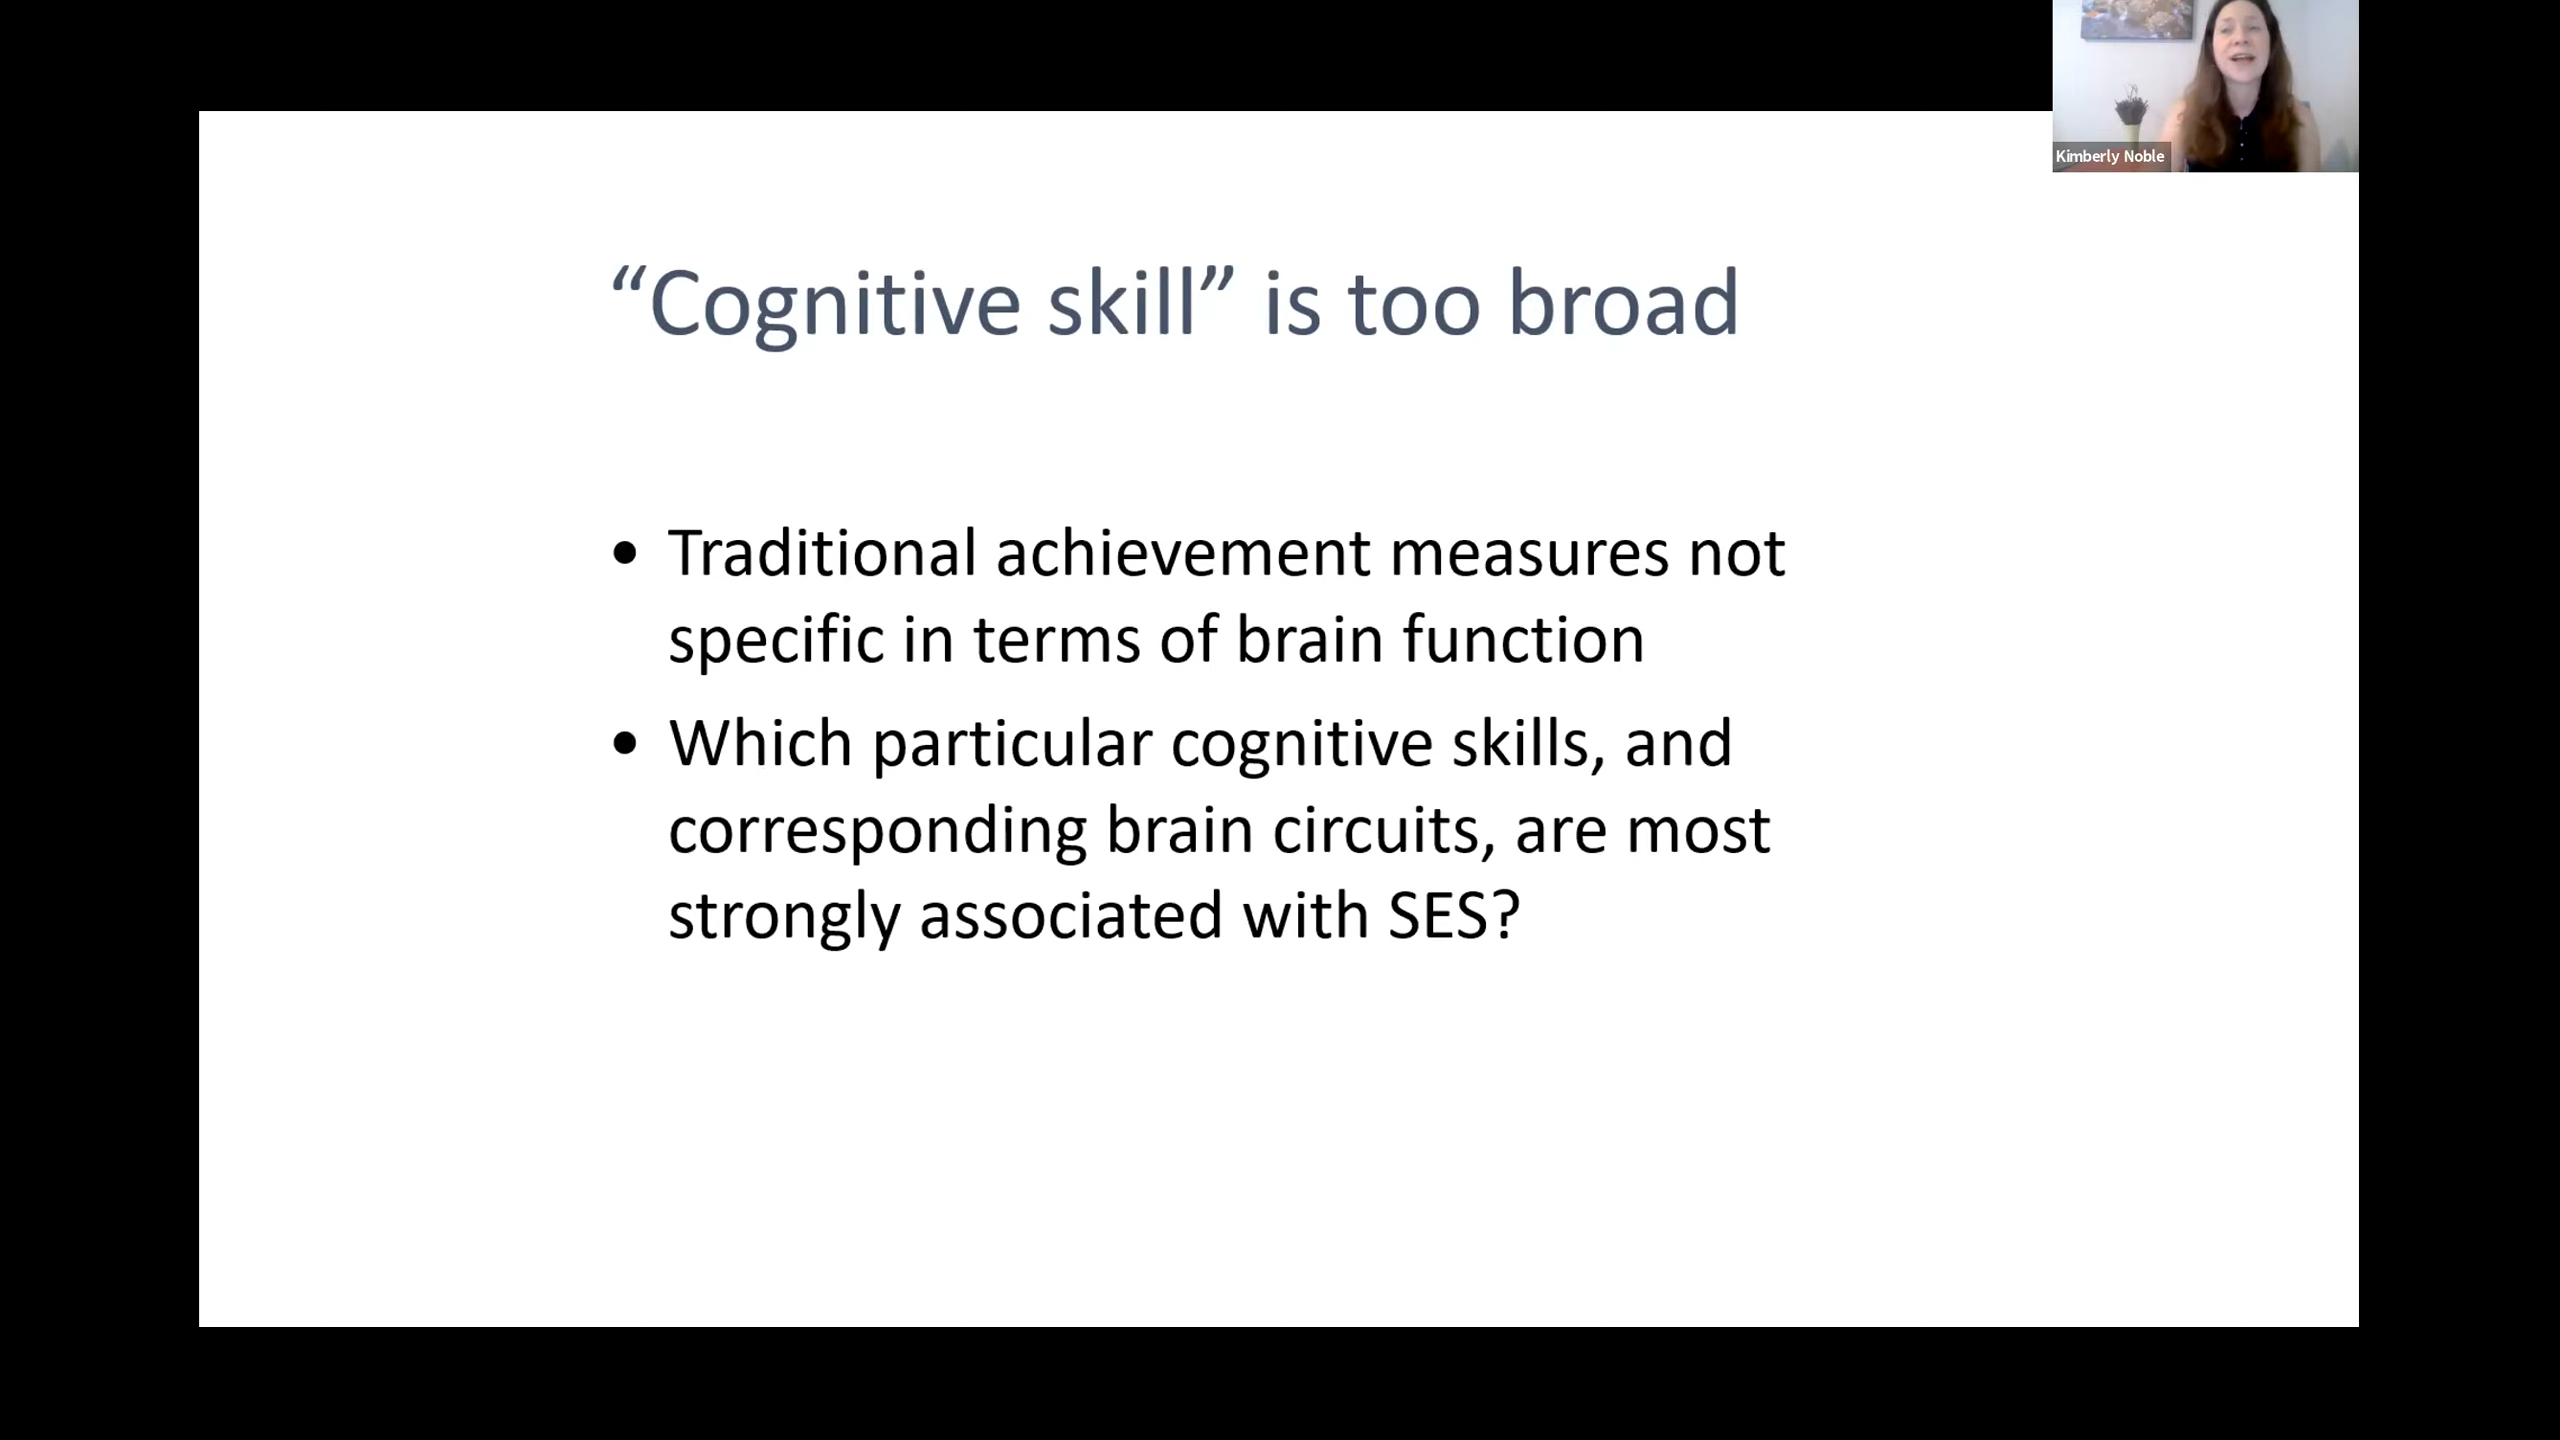 Kimberly Noble
“Cognitive skill” is too broad
• Traditional achievement measures not
specific in terms of brain function
• Which particular cognitive skills, and
corresponding brain circuits, are most
strongly associated with SES?